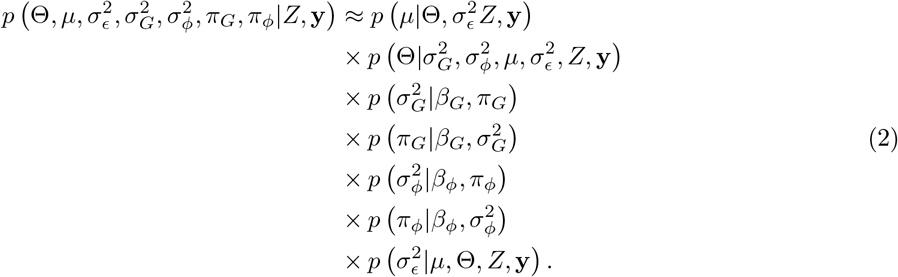 p (Θ, μ, σ²_ϵ, σ²_G, σ²_ϕ, π_G, π_ϕ|Z, y) ≈ p (μ|Θ, σ²_ϵ Z, y)
× p (Θ|σ²_G, σ²_ϕ, μ, σ²_ϵ, Z, y)
× p (σ²_G|β_G, π_G)
× p (π_G|β_G, σ²_G) (2)
× p (σ²_ϕ|β_ϕ, π_ϕ)
× p (π_ϕ|β_ϕ, σ²_ϕ)
× p (σ²_ϵ|μ, Θ, Z, y) .